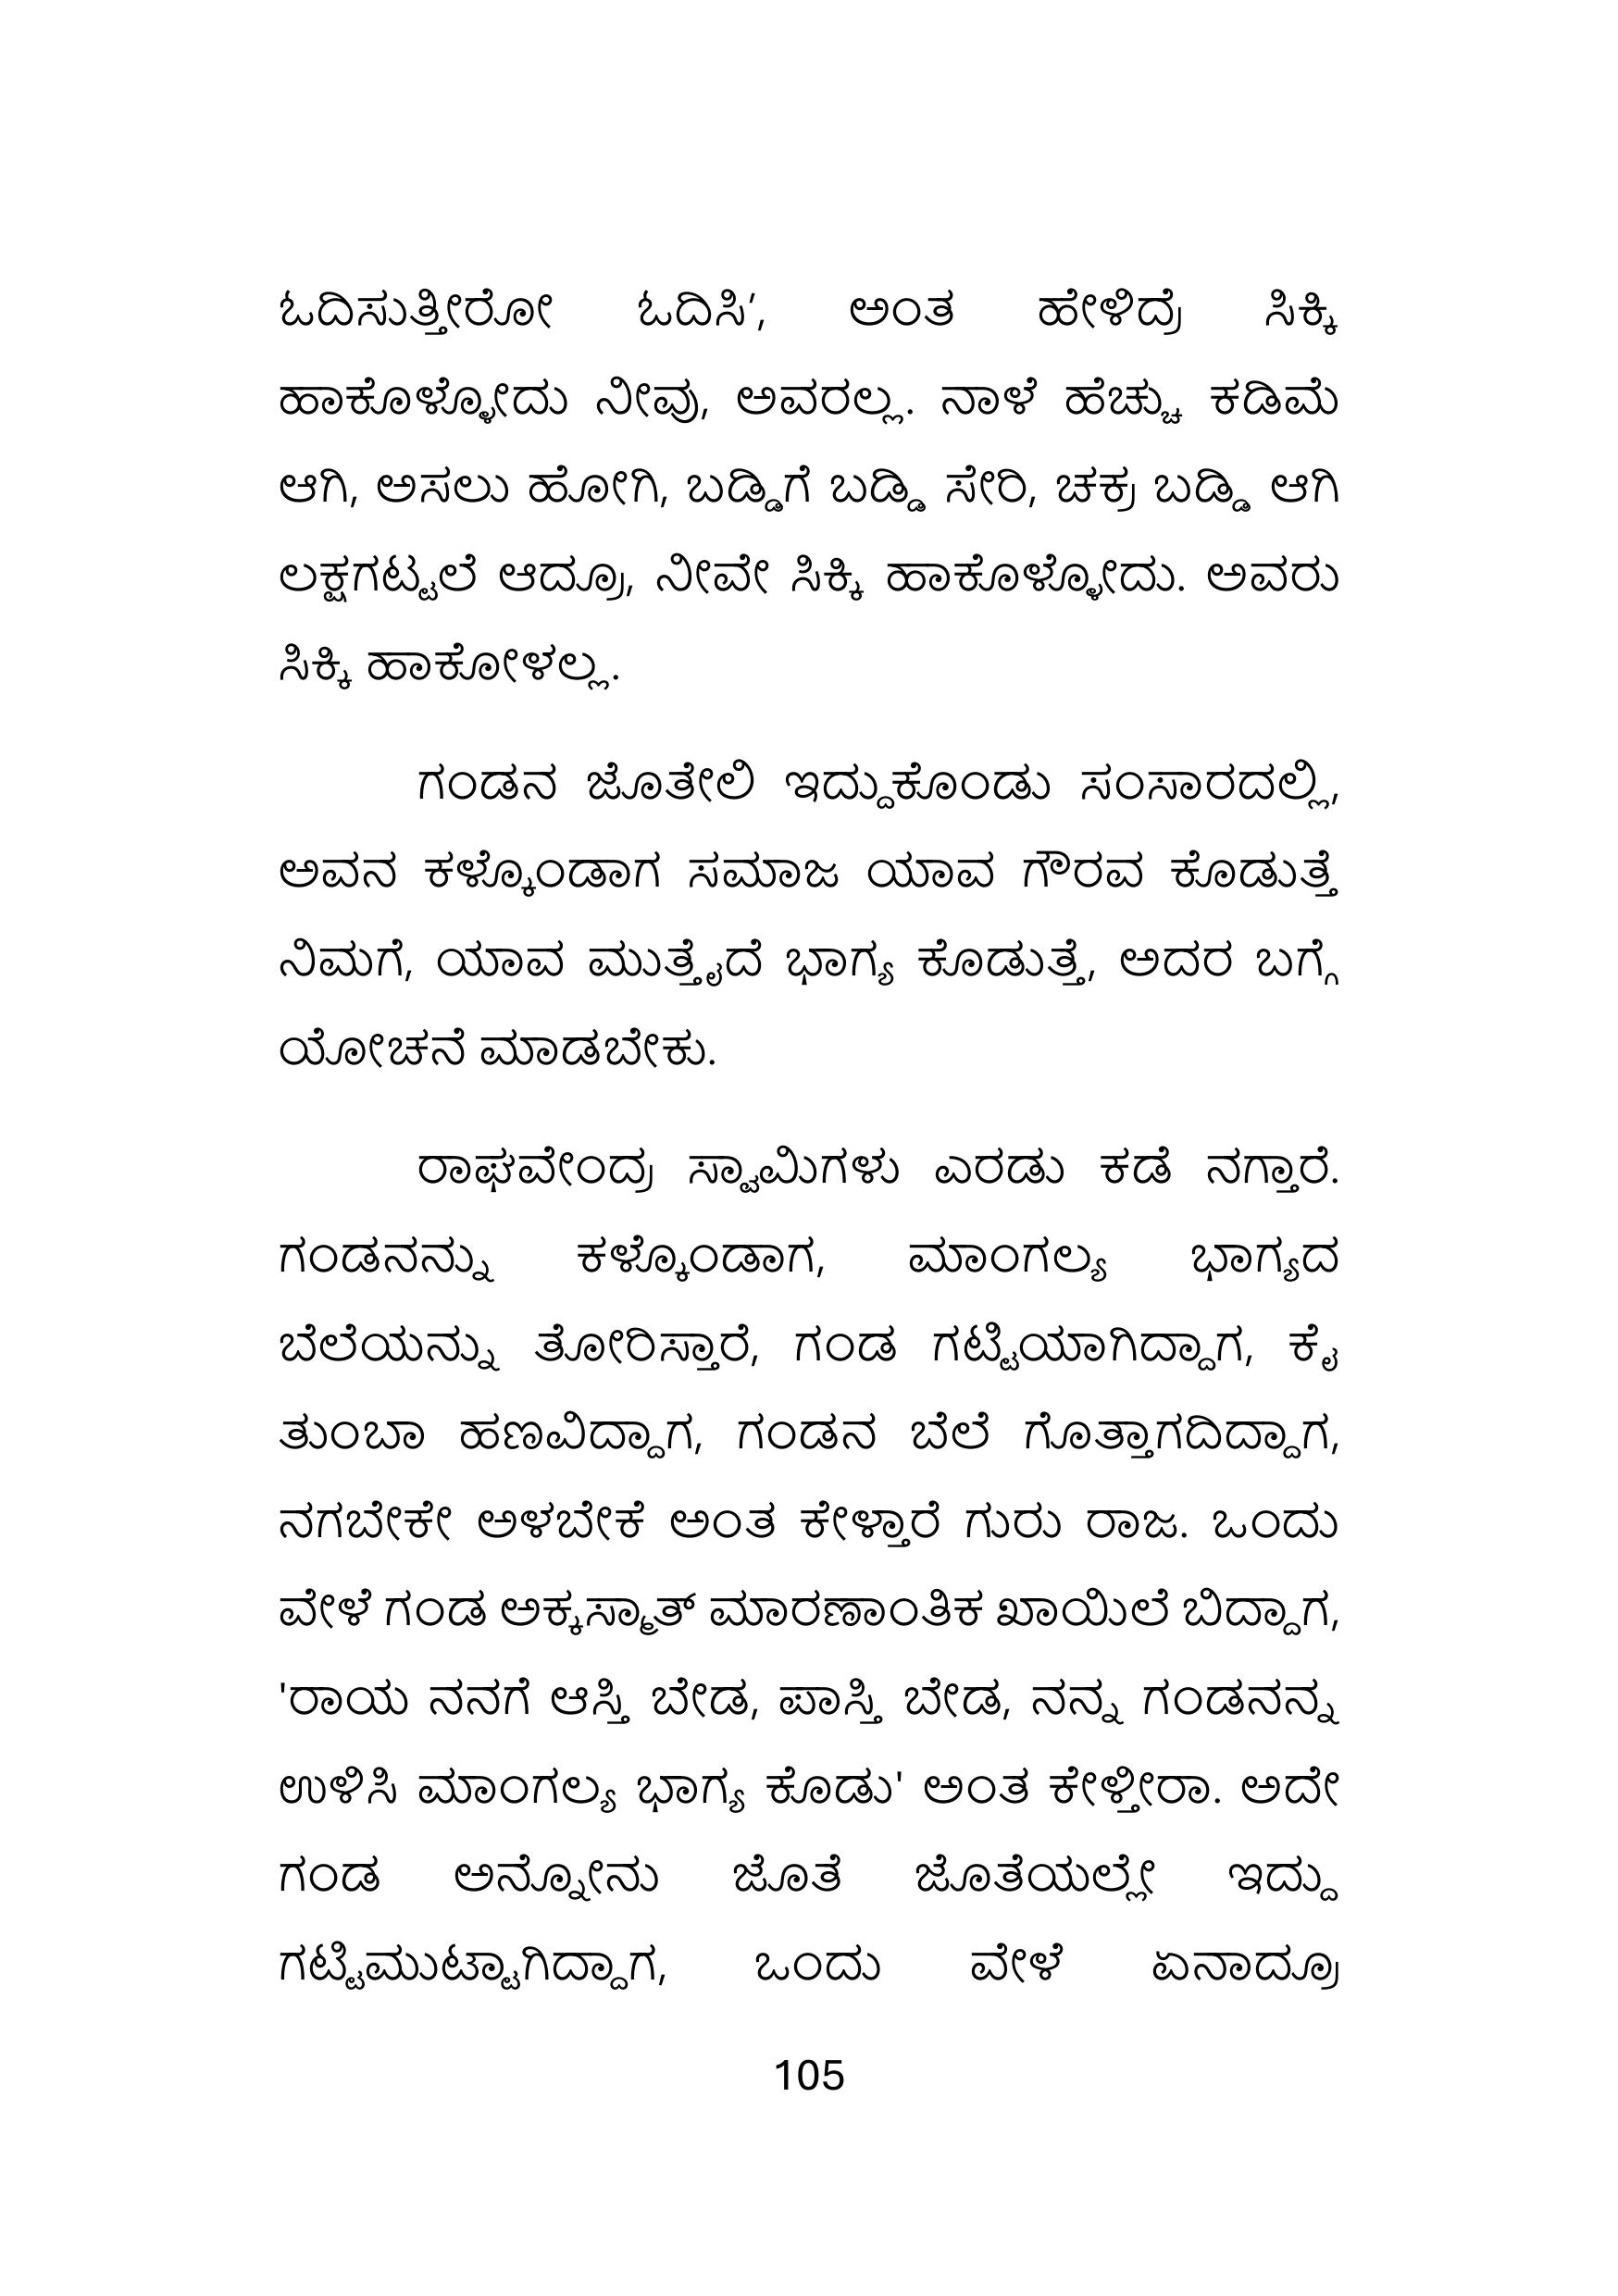 ಓದಿಸುತ್ತೀರೋ ಓದಿಸಿ’, ಅಂತ ಹೇಳಿದ್ರೆ ಸಿಕ್ಕಿ
ಹಾಕೊಳ್ಳೋದು ನೀವು, ಅವರಲ್ಲ. ನಾಳೆ ಹೆಚ್ಚು ಕಡಿಮೆ
ಆಗಿ, ಅಸಲು ಹೋಗಿ, ಬಡ್ಡಿಗೆ ಬಡ್ಡಿ ಸೇರಿ, ಚಕ್ರ ಬಡ್ಡಿ ಆಗಿ
ಲಕ್ಷಗಟ್ಟಲೆ ಆದ್ರೂ, ನೀವೇ ಸಿಕ್ಕಿ ಹಾಕೊಳ್ಳೋದು. ಅವರು
ಸಿಕ್ಕಿ ಹಾಕೋಳಲ್ಲ.
ಗಂಡನ ಜೊತೇಲಿ ಇದ್ದುಕೊಂಡು ಸಂಸಾರದಲ್ಲಿ,
ಅವನ ಕಳ್ಕೊಂಡಾಗ ಸಮಾಜ ಯಾವ ಗೌರವ ಕೊಡುತ್ತೆ
ನಿಮಗೆ, ಯಾವ ಮುತ್ತೈದೆ ಭಾಗ್ಯ ಕೊಡುತ್ತೆ, ಅದರ ಬಗ್ಗೆ
ಯೋಚನೆ ಮಾಡಬೇಕು.
ರಾಘವೇಂದ್ರ ಸ್ವಾಮಿಗಳು ಎರಡು ಕಡೆ ನಗ್ತಾರೆ.
ಗಂಡನನ್ನು ಕಳ್ಕೊಂಡಾಗ, ಮಾಂಗಲ್ಯ ಭಾಗ್ಯದ
ಬೆಲೆಯನ್ನು ತೋರಿಸ್ತಾರೆ, ಗಂಡ ಗಟ್ಟಿಯಾಗಿದ್ದಾಗ, ಕೈ
ತುಂಬಾ ಹಣವಿದ್ದಾಗ, ಗಂಡನ ಬೆಲೆ ಗೊತ್ತಾಗದಿದ್ದಾಗ,
ನಗಬೇಕೇ ಅಳಬೇಕೆ ಅಂತ ಕೇಳ್ತಾರೆ ಗುರು ರಾಜ. ಒಂದು
ವೇಳೆ ಗಂಡ ಅಕ್ಕಸ್ಮಾತ್ ಮಾರಣಾಂತಿಕ ಖಾಯಿಲೆ ಬಿದ್ದಾಗ,
'ರಾಯ ನನಗೆ ಆಸ್ತಿ ಬೇಡ, ಪಾಸ್ತಿ ಬೇಡ, ನನ್ನ ಗಂಡನನ್ನ
ಉಳಿಸಿ ಮಾಂಗಲ್ಯ ಭಾಗ್ಯ ಕೊಡು' ಅಂತ ಕೇಳ್ತೀರಾ. ಅದೇ
ಗಂಡ ಅನ್ನೋನು ಜೊತೆ ಜೊತೆಯಲ್ಲೇ ಇದ್ದು
ಗಟ್ಟಿಮುಟ್ಟಾಗಿದ್ದಾಗ, ಒಂದು ವೇಳೆ ಏನಾದ್ರೂ
105